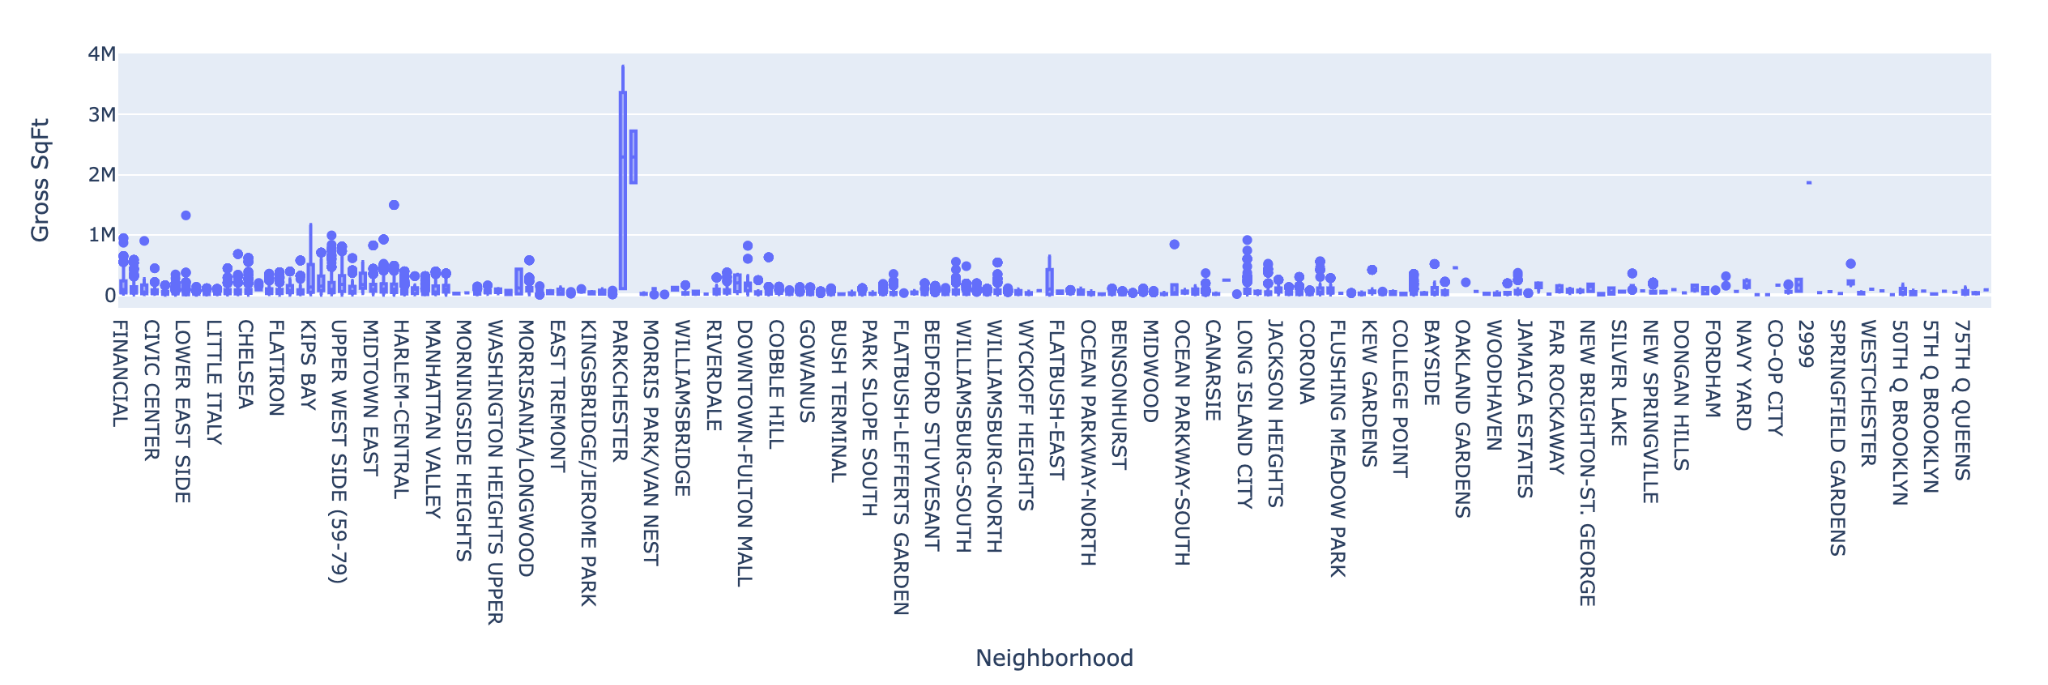 Gross SqFt
4M
3M
2M
1M
0
FINANCIAL
CIVIC CENTER
LOWER EAST SIDE
LITTLE ITALY
CHELSEA
FLATIRON
KIPS BAY
UPPER WEST SIDE (59-79)
MIDTOWN EAST
HARLEM-CENTRAL
MANHATTAN VALLEY
MORNINGSIDE HEIGHTS
WASHINGTON HEIGHTS UPPER
MORRISANIA/LONGWOOD
EAST TREMONT
KINGSBRIDGE/JEROME PARK
PARKCHESTER
MORRIS PARK/VAN NEST
WILLIAMSBRIDGE
RIVERDALE
DOWNTOWN-FULTON MALL
COBBLE HILL
GOWANUS
BUSH TERMINAL
PARK SLOPE SOUTH
FLATBUSH-LEFFERTS GARDEN
BEDFORD STUYVESANT
WILLIAMSBURG-SOUTH
WILLIAMSBURG-NORTH
WYCKOFF HEIGHTS
FLATBUSH-EAST
OCEAN PARKWAY-NORTH
BENSONHURST
MIDWOOD
OCEAN PARKWAY-SOUTH
CANARSIE
LONG ISLAND CITY
JACKSON HEIGHTS
CORONA
FLUSHING MEADOW PARK
KEW GARDENS
COLLEGE POINT
BAYSIDE
OAKLAND GARDENS
WOODHAVEN
JAMAICA ESTATES
FAR ROCKAWAY
NEW BRIGHTON-ST. GEORGE
SILVER LAKE
NEW SPRINGVILLE
DONGAN HILLS
FORDHAM
NAVY YARD
CO-OP CITY
2999
SPRINGFIELD GARDENS
WESTCHESTER
50TH Q BROOKLYN
5TH Q BROOKLYN
75TH Q QUEENS
Neighborhood